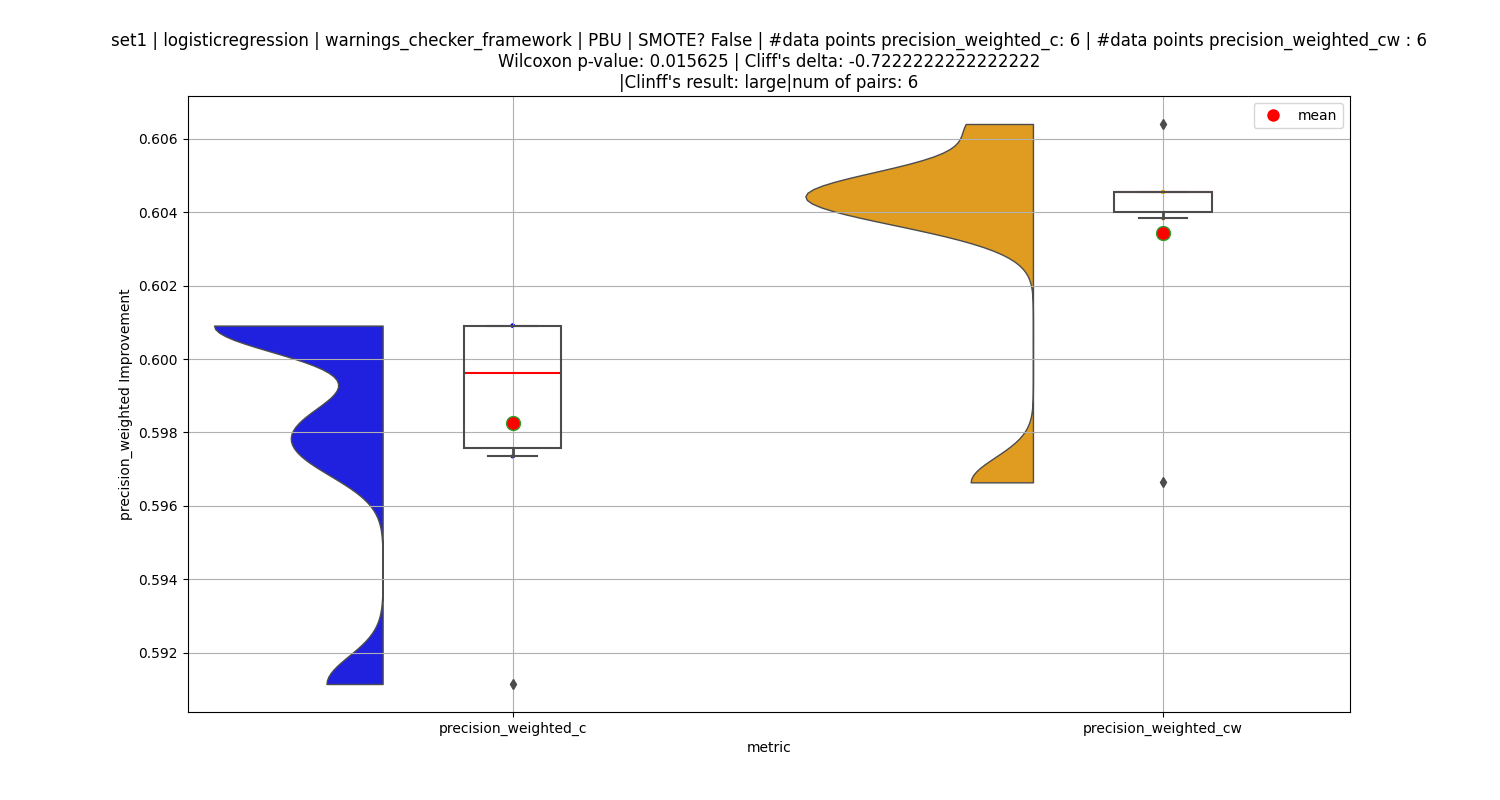 set1 | logisticregression | warnings_checker_framework | PBU | SMOTE? False | #data points precision_weighted_c: 6 | #data points precision_weighted_cw : 6
Wilcoxon p-value: 0.015625 | Cliff's delta: -0.7222222222222222
|Clinff's result: large|num of pairs: 6
mean
0.606
0.604
0.602
0.600
0.598
0.596
0.594
0.592
precision_weighted Improvement
precision_weighted_c
precision_weighted_cw
metric